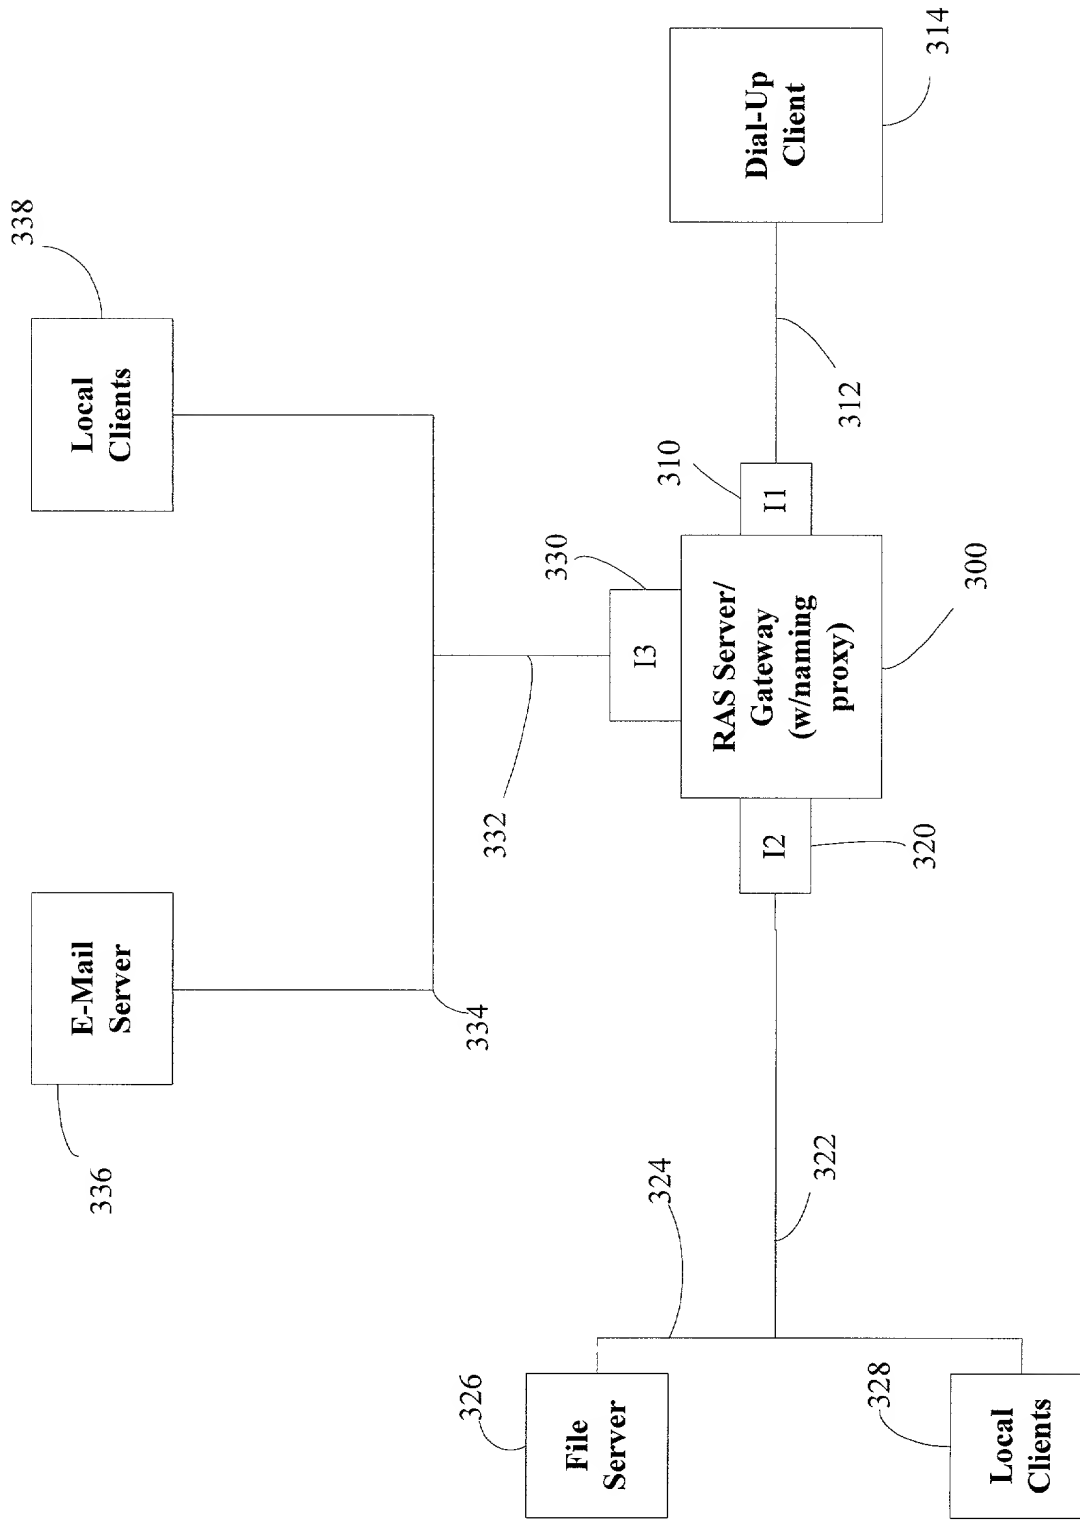 338
E-Mail
Server
Local
Clients
336
326
334
332
330
File
Server
I3
324
310
RAS Server/
Gateway
(w/naming
proxy)
I2
I1
Dial-Up
Client
322
312
328
320
314
300
Local
Clients